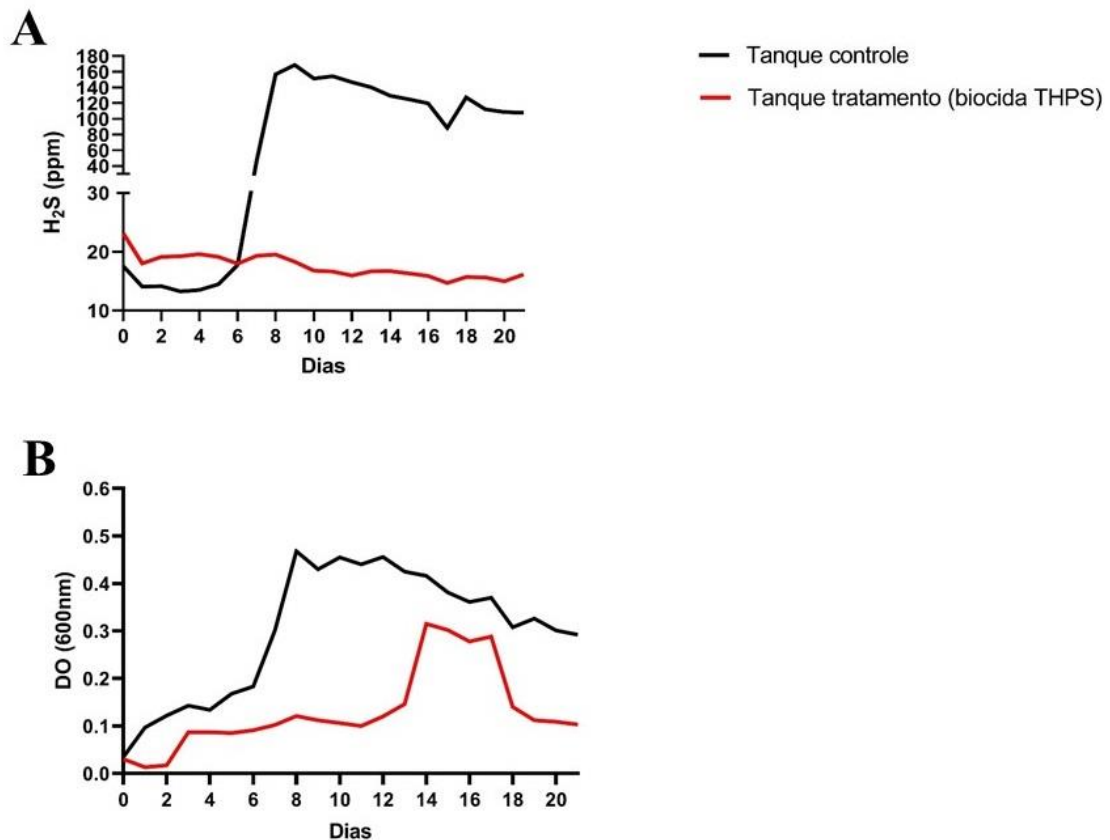 A
Tanque controle
Tanque tratamento (biocida THPS)
H₂S (ppm)
180
160
140
120
100
80
60
40
30
20
10
0 2 4 6 8 10 12 14 16 18 20
Dias
B
DO (600nm)
0.6
0.5
0.4
0.3
0.2
0.1
0.0
0 2 4 6 8 10 12 14 16 18 20
Dias